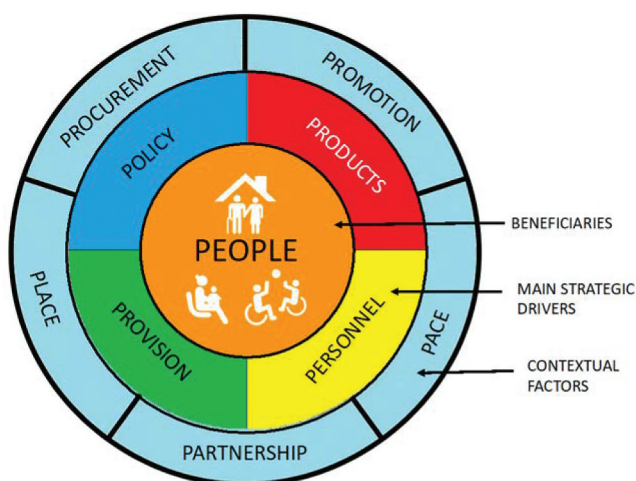 PROCUREMENT
PROMOTION
POLICY
PRODUCTS
PEOPLE
BENEFICIARIES
MAIN STRATEGIC
DRIVERS
PLACE
PROVISION
PERSONNEL
PACE
CONTEXTUAL
FACTORS
PARTNERSHIP